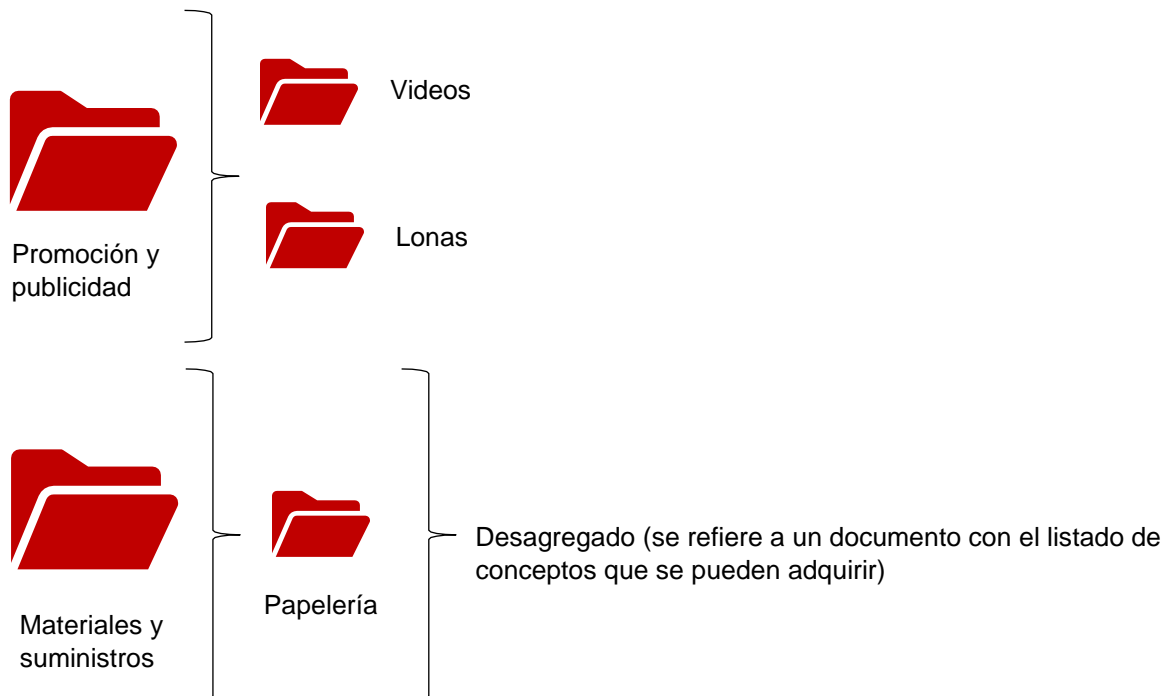 Videos
Lonas
Promoción y
publicidad
Desagregado (se refiere a un documento con el listado de
conceptos que se pueden adquirir)
Papelería
Materiales y
suministros